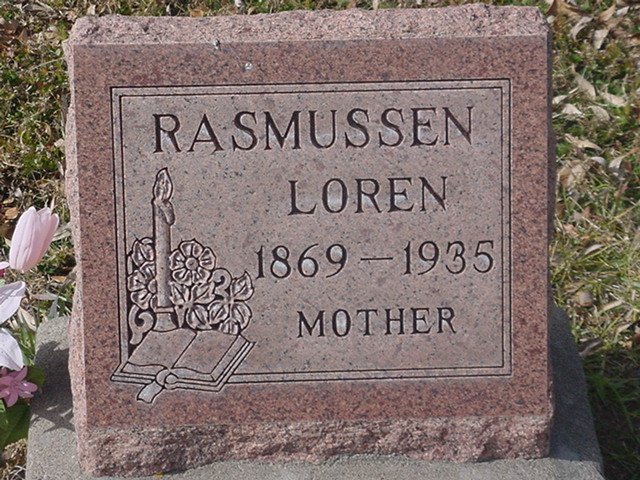 RASMUSSEN
LOREN
1869 – 1935
MOTHER